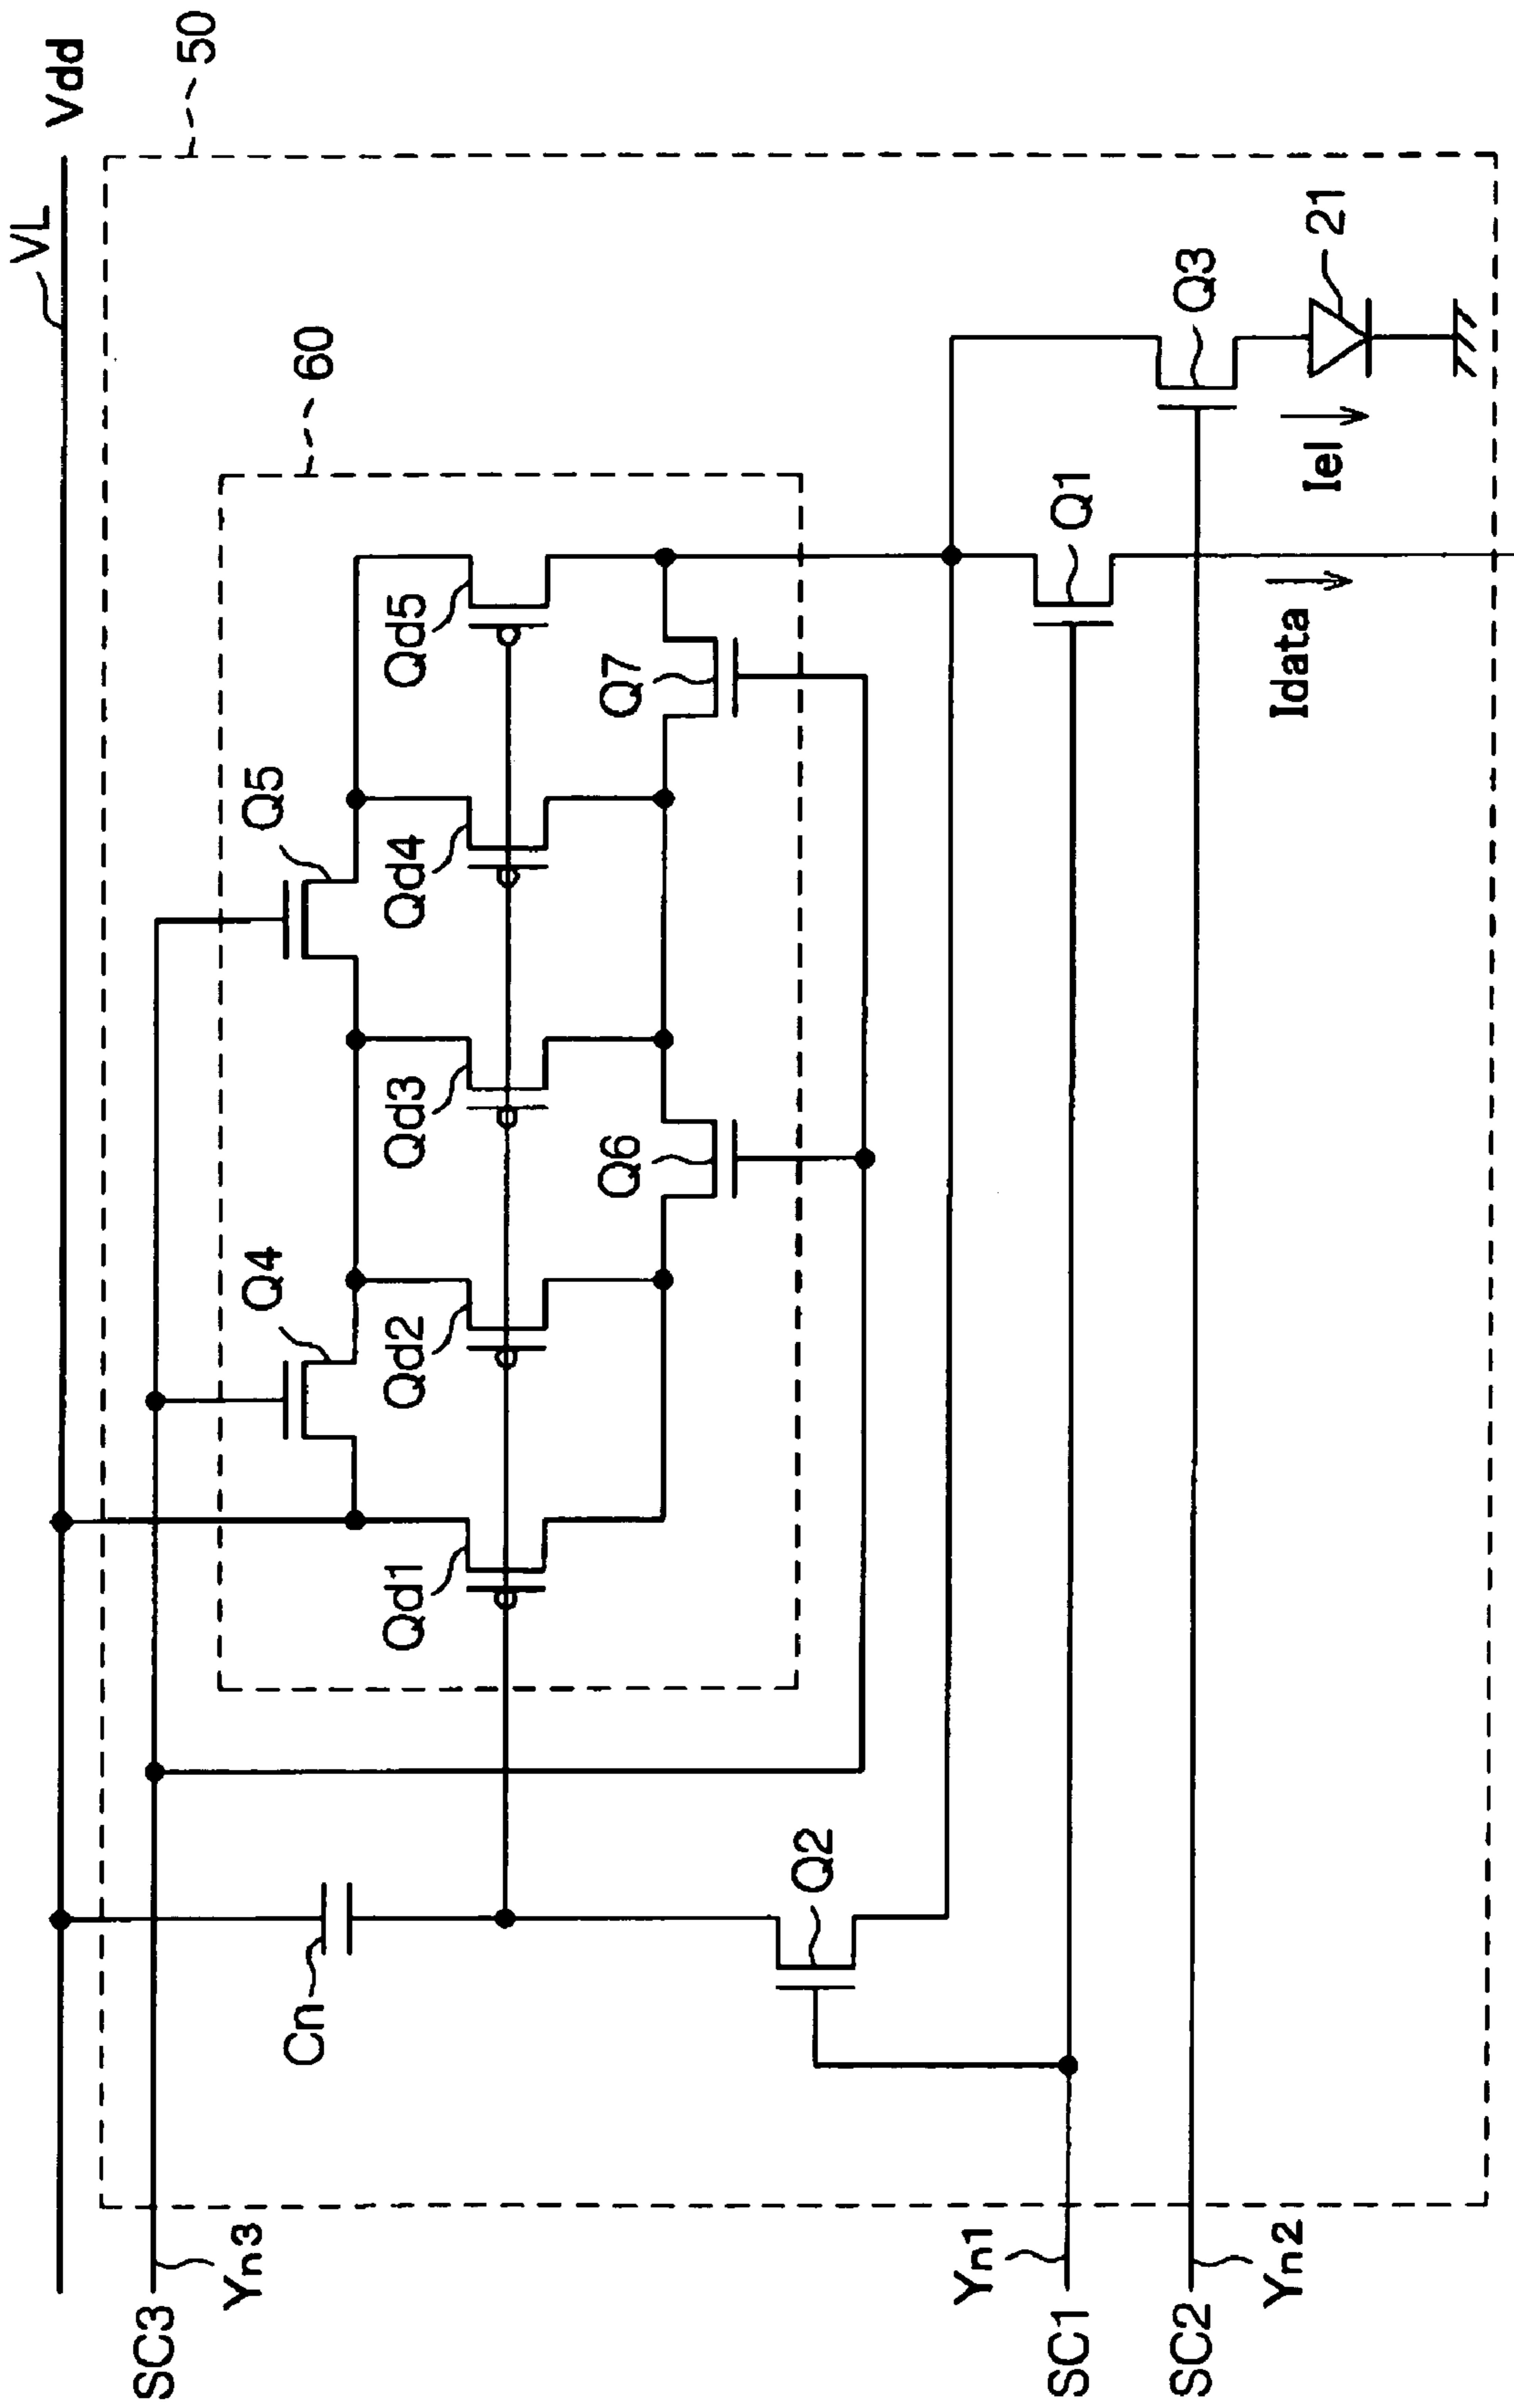 Vdd
VL
50
60
SC3
Yn3
Cn
Q4
Q5
Qd1
Qd2
Qd3
Qd4
Qd5
Q6
Q7
Q2
Q1
Q3
21
Idata
Iel
Yn1
SC1
SC2
Yn2